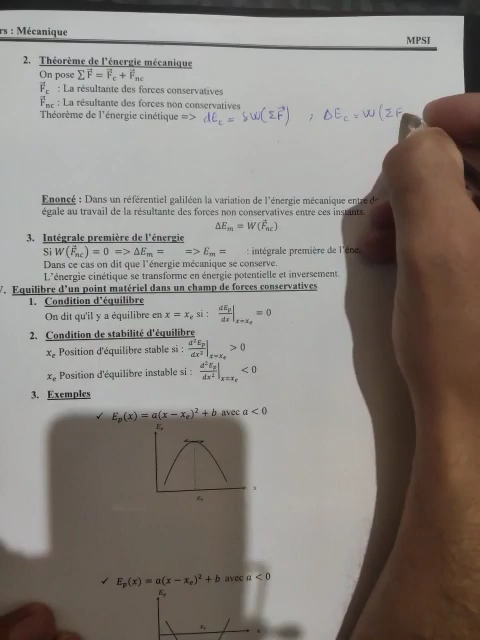 rs : Mécanique
MPSI
2. Théorème de l'énergie mécanique
On pose ∑F⃗ = F⃗c + F⃗nc
F⃗c : La résultante des forces conservatives
F⃗nc : La résultante des forces non conservatives
Théorème de l'énergie cinétique => dEc = δW(ΣF⃗) ; ΔEc = W(ΣF
Enoncé : Dans un référentiel galiléen la variation de l'énergie mécanique entre de
égale au travail de la résultante des forces non conservatives entre ces instants.
ΔEm = W(F⃗nc)
3. Intégrale première de l'énergie
Si W(F⃗nc) = 0 => ΔEm = => Em = : intégrale première de l'éne
Dans ce cas on dit que l'énergie mécanique se conserve.
L'énergie cinétique se transforme en énergie potentielle et inversement.
. Equilibre d'un point matériel dans un champ de forces conservatives
1. Condition d'équilibre
On dit qu'il y a équilibre en x = xe si : dEp/dx|x=xe = 0
2. Condition de stabilité d'équilibre
xe Position d'équilibre stable si : d²Ep/dx²|x=xe > 0
xe Position d'équilibre instable si : d²Ep/dx²|x=xe < 0
3. Exemples
✓ Ep(x) = a(x − xe)² + b avec a < 0
Ep
x
✓ Ep(x) = a(x − xe)² + b avec a < 0
Ep
xe
x